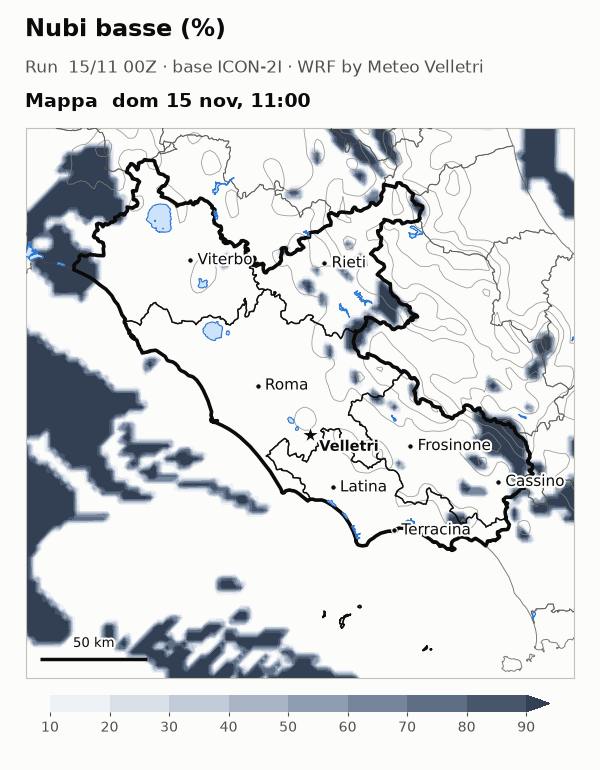 Nubi basse (%)
Run  15/11 00Z · base ICON-2I · WRF by Meteo Velletri
Mappa  dom 15 nov, 11:00
Viterbo
Rieti
Roma
Velletri
Frosinone
Latina
Cassino
Terracina
50 km
10 20 30 40 50 60 70 80 90